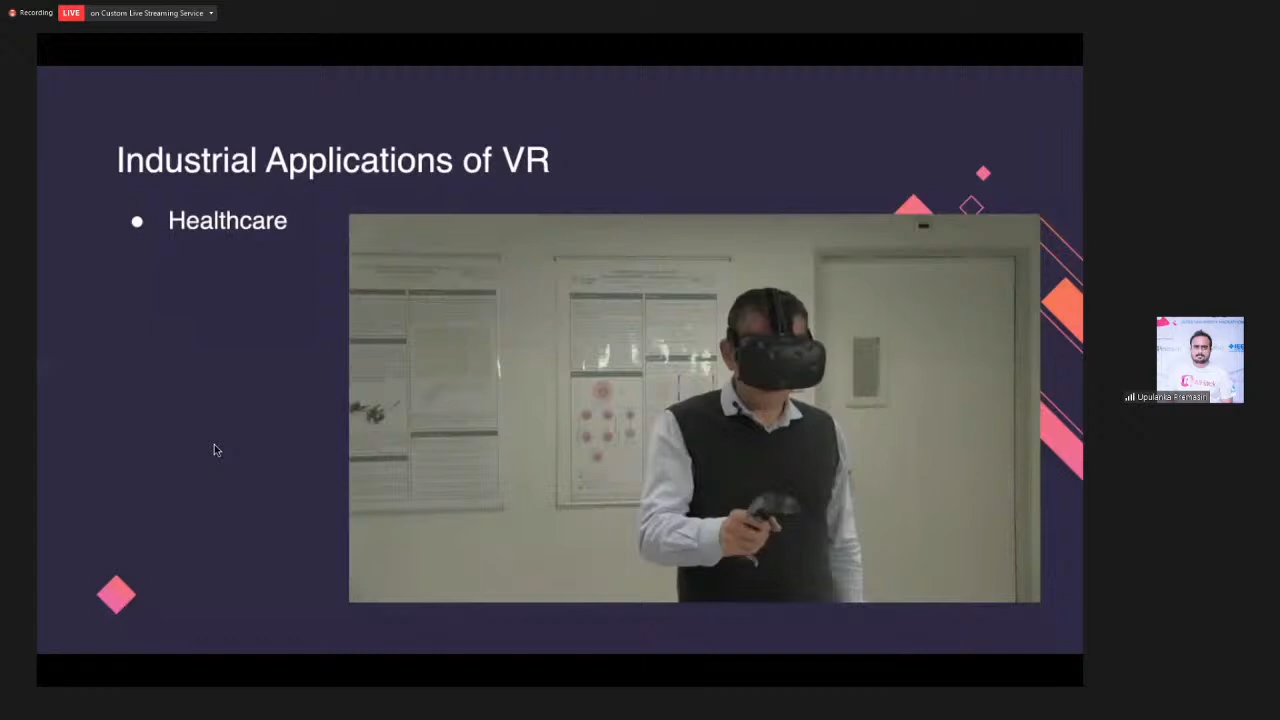 Recording
LIVE
on Custom Live Streaming Service
Industrial Applications of VR
Healthcare
Upulanka Premasiri